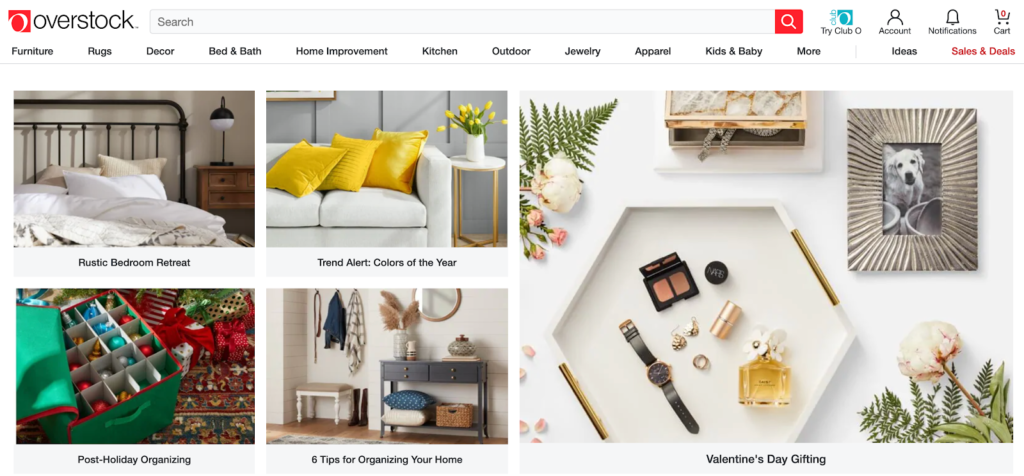 overstock™
Search
Try Club O
Account
Notifications
0
Cart
Furniture
Rugs
Decor
Bed & Bath
Home Improvement
Kitchen
Outdoor
Jewelry
Apparel
Kids & Baby
More
Ideas
Sales & Deals
Rustic Bedroom Retreat
Trend Alert: Colors of the Year
NARS
Post-Holiday Organizing
6 Tips for Organizing Your Home
Valentine's Day Gifting